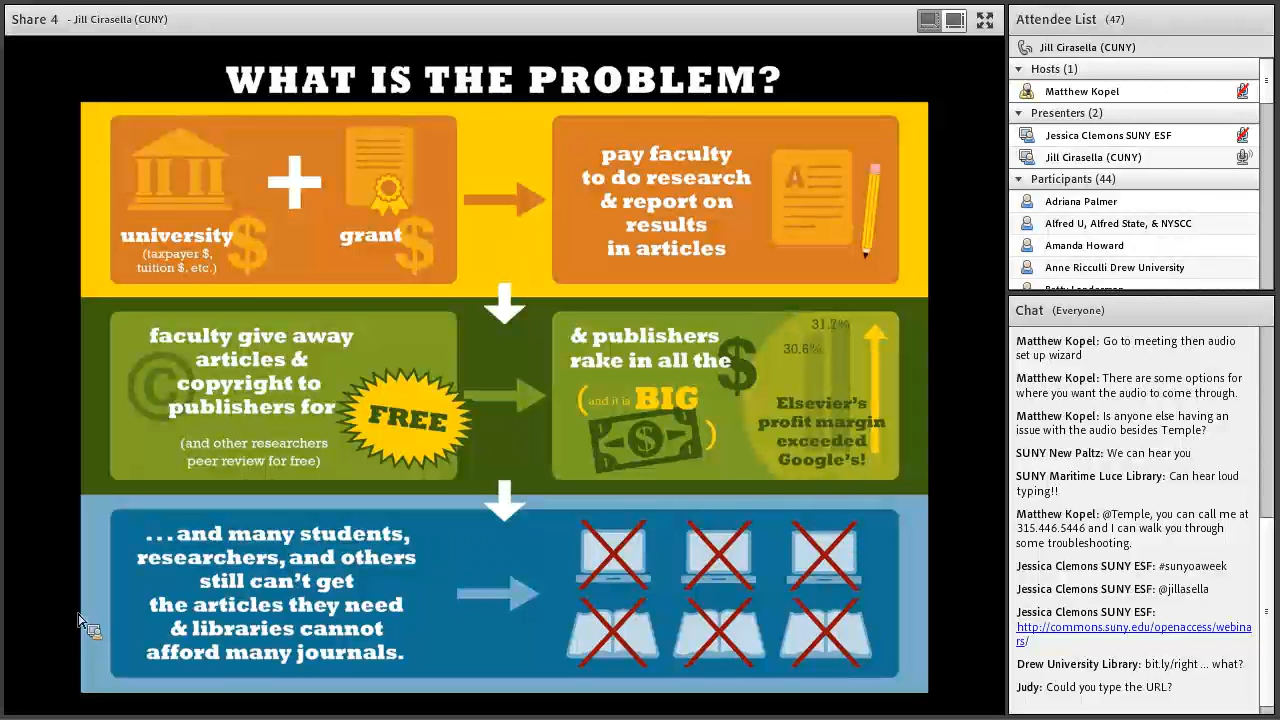 Share 4 - Jill Cirasella (CUNY)
WHAT IS THE PROBLEM?
university
(taxpayer $,
tuition $, etc.)
$
+
grant
$
pay faculty
to do research
& report on
results
in articles
A
faculty give away
articles &
copyright to
publishers for
FREE
(and other researchers
peer review for free)
©
& publishers
rake in all the
$
(and it is BIG
$
)
31.2%
30.6%
Elsevier's
profit margin
exceeded
Google's!
...and many students,
researchers, and others
still can't get
the articles they need
& libraries cannot
afford many journals.
Attendee List (47)
Jill Cirasella (CUNY)
Hosts (1)
Matthew Kopel
Presenters (2)
Jessica Clemons SUNY ESF
Jill Cirasella (CUNY)
Participants (44)
Adriana Palmer
Alfred U, Alfred State, & NYSCC
Amanda Howard
Anne Ricculli Drew University
Chat (Everyone)
Matthew Kopel: Go to meeting then audio
set up wizard
Matthew Kopel: There are some options for
where you want the audio to come through.
Matthew Kopel: Is anyone else having an
issue with the audio besides Temple?
SUNY New Paltz: We can hear you
SUNY Maritime Luce Library: Can hear loud
typing!!
Matthew Kopel: @Temple, you can call me at
315.446.5446 and I can walk you through
some troubleshooting.
Jessica Clemons SUNY ESF: #sunyoaweek
Jessica Clemons SUNY ESF: @jillasella
Jessica Clemons SUNY ESF:
http://commons.suny.edu/openaccess/webina
rs/
Drew University Library: bit.ly/right ... what?
Judy: Could you type the URL?